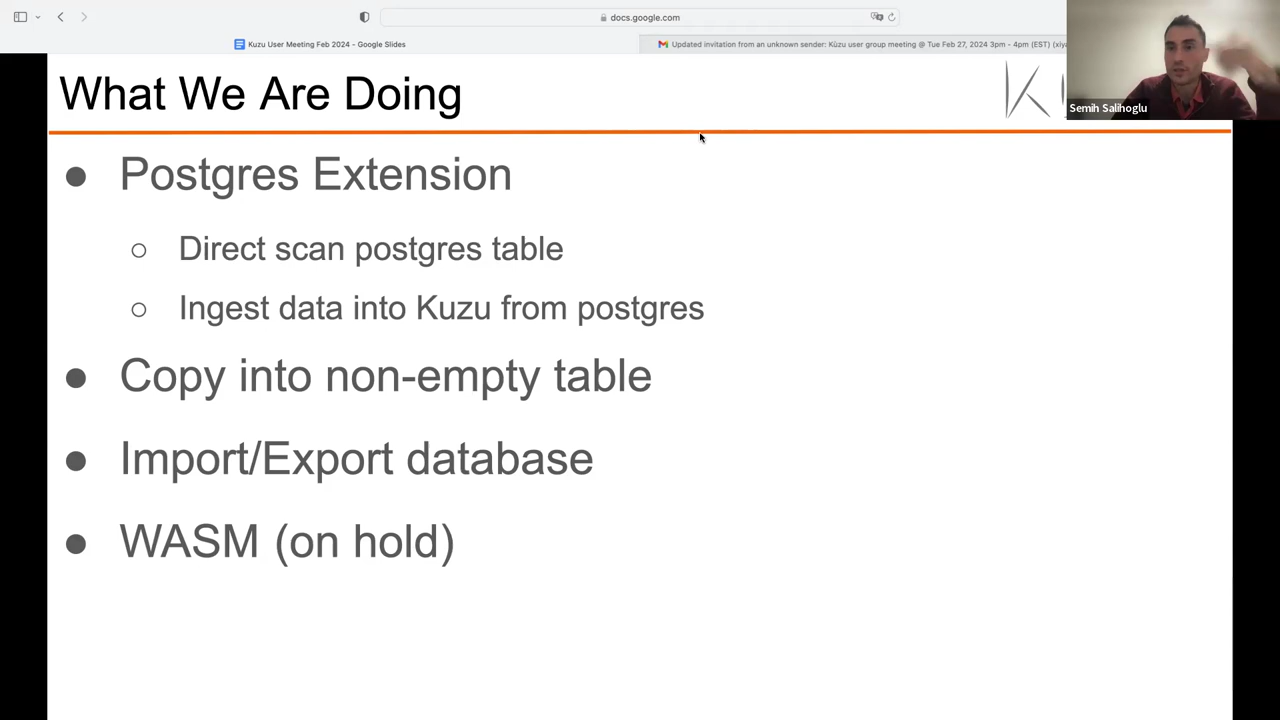 docs.google.com
Kuzu User Meeting Feb 2024 - Google Slides
Updated invitation from an unknown sender: Kùzu user group meeting @ Tue Feb 27, 2024 3pm - 4pm (EST)
What We Are Doing
Semih Salihoglu
● Postgres Extension
○ Direct scan postgres table
○ Ingest data into Kuzu from postgres
● Copy into non-empty table
● Import/Export database
● WASM (on hold)